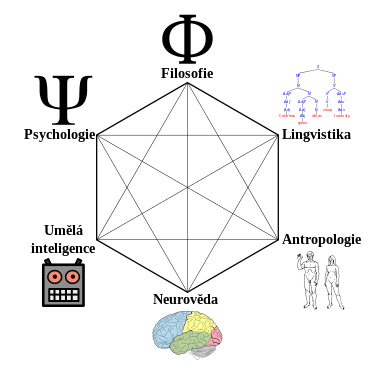 Φ
Filosofie
Ψ
Psychologie
Lingvistika
Umělá
inteligence
Antropologie
Neurověda